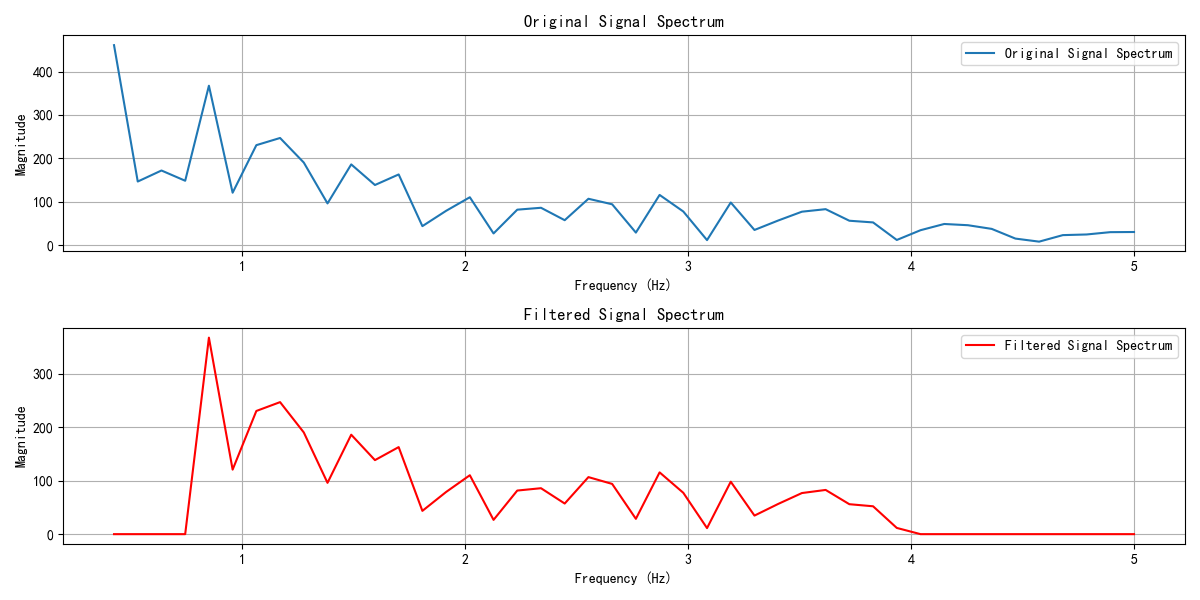 Original Signal Spectrum
Original Signal Spectrum
400
300
200
100
0
Magnitude
1 2 3 4 5
Frequency (Hz)
Filtered Signal Spectrum
Filtered Signal Spectrum
300
200
100
0
Magnitude
1 2 3 4 5
Frequency (Hz)